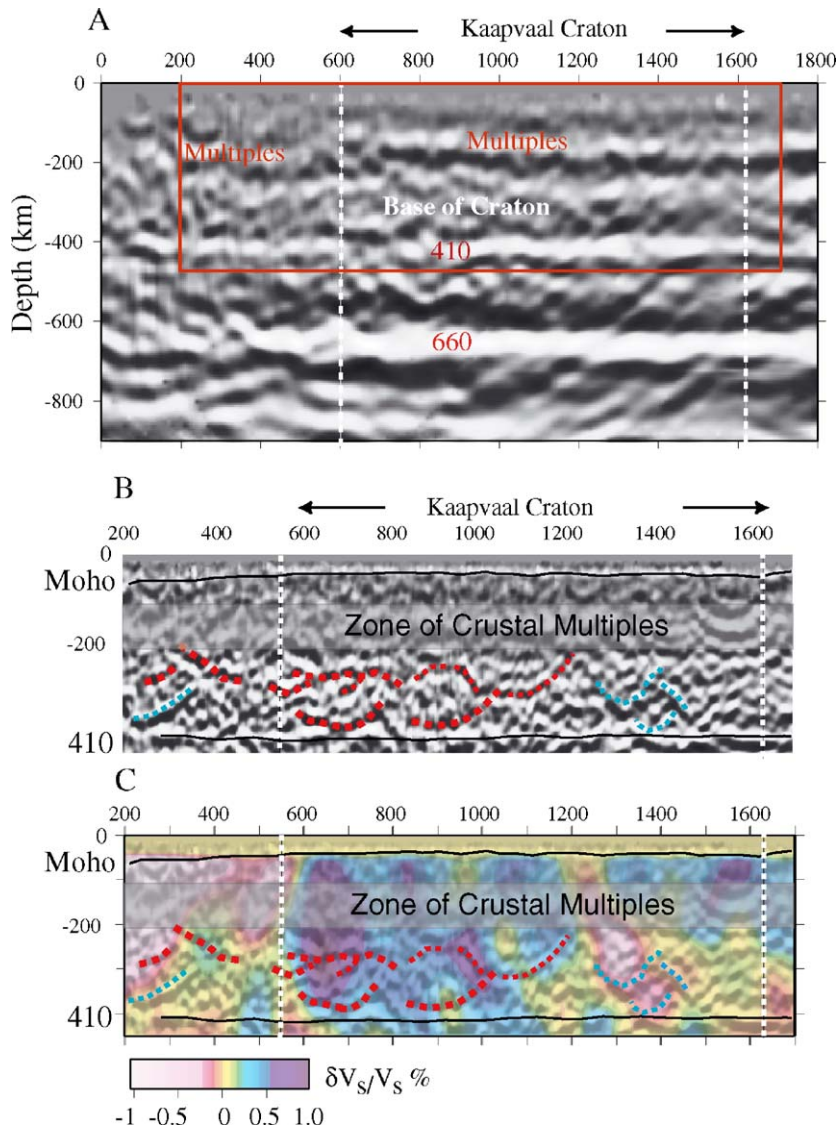 A
Kaapvaal Craton
0 200 400 600 800 1000 1200 1400 1600 1800
0
Multiples
Multiples
-200
Base of Craton
-400
410
-600
660
-800
Depth (km)
B
Kaapvaal Craton
200 400 600 800 1000 1200 1400 1600
0
Moho
Zone of Crustal Multiples
-200
410
C
200 400 550 800 1000 1200 1400 1600
0
Moho
Zone of Crustal Multiples
-200
410
δVS/VS %
-1 -0.5 0 0.5 1.0